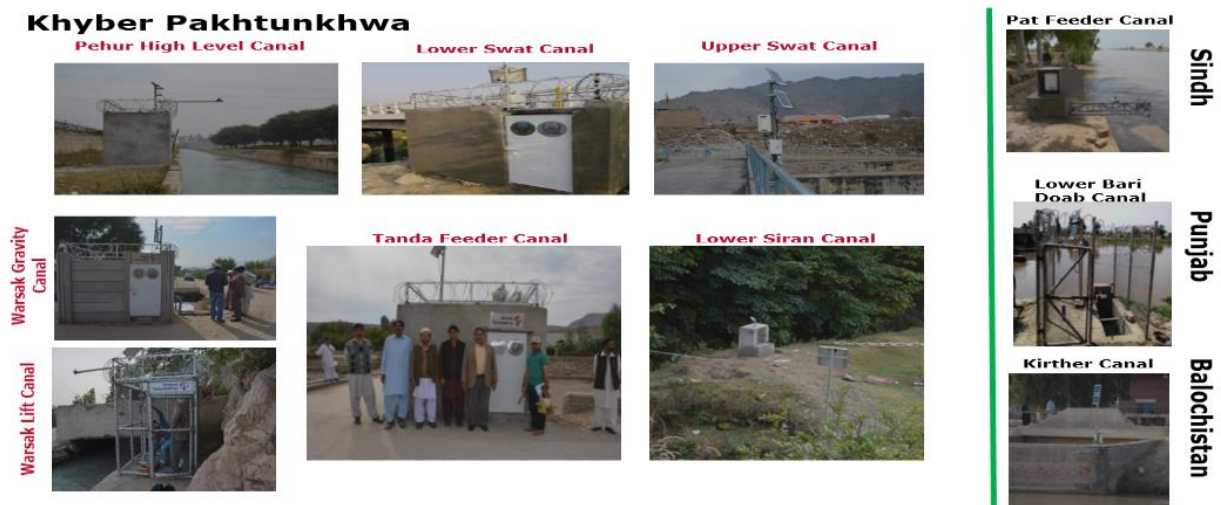 Khyber Pakhtunkhwa
Pehur High Level Canal
Lower Swat Canal
Upper Swat Canal
Warsak Gravity
Canal
Tanda Feeder Canal
Lower Siran Canal
Warsak Lift Canal
Pat Feeder Canal
Sindh
Lower Bari
Doab Canal
Punjab
Kirther Canal
Balochistan